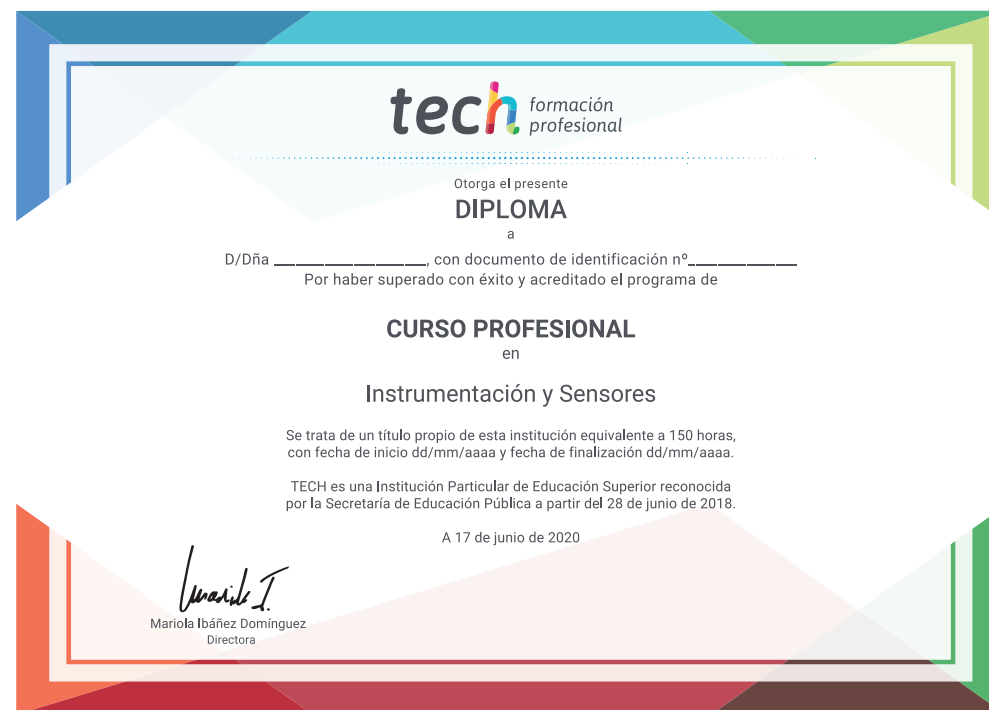 tech formación
profesional
Otorga el presente
DIPLOMA
a
D/Dña ____________________, con documento de identificación nº______________
Por haber superado con éxito y acreditado el programa de
CURSO PROFESIONAL
en
Instrumentación y Sensores
Se trata de un título propio de esta institución equivalente a 150 horas,
con fecha de inicio dd/mm/aaaa y fecha de finalización dd/mm/aaaa.
TECH es una Institución Particular de Educación Superior reconocida
por la Secretaría de Educación Pública a partir del 28 de junio de 2018.
A 17 de junio de 2020
Mariola I.
Mariola Ibáñez Domínguez
Directora